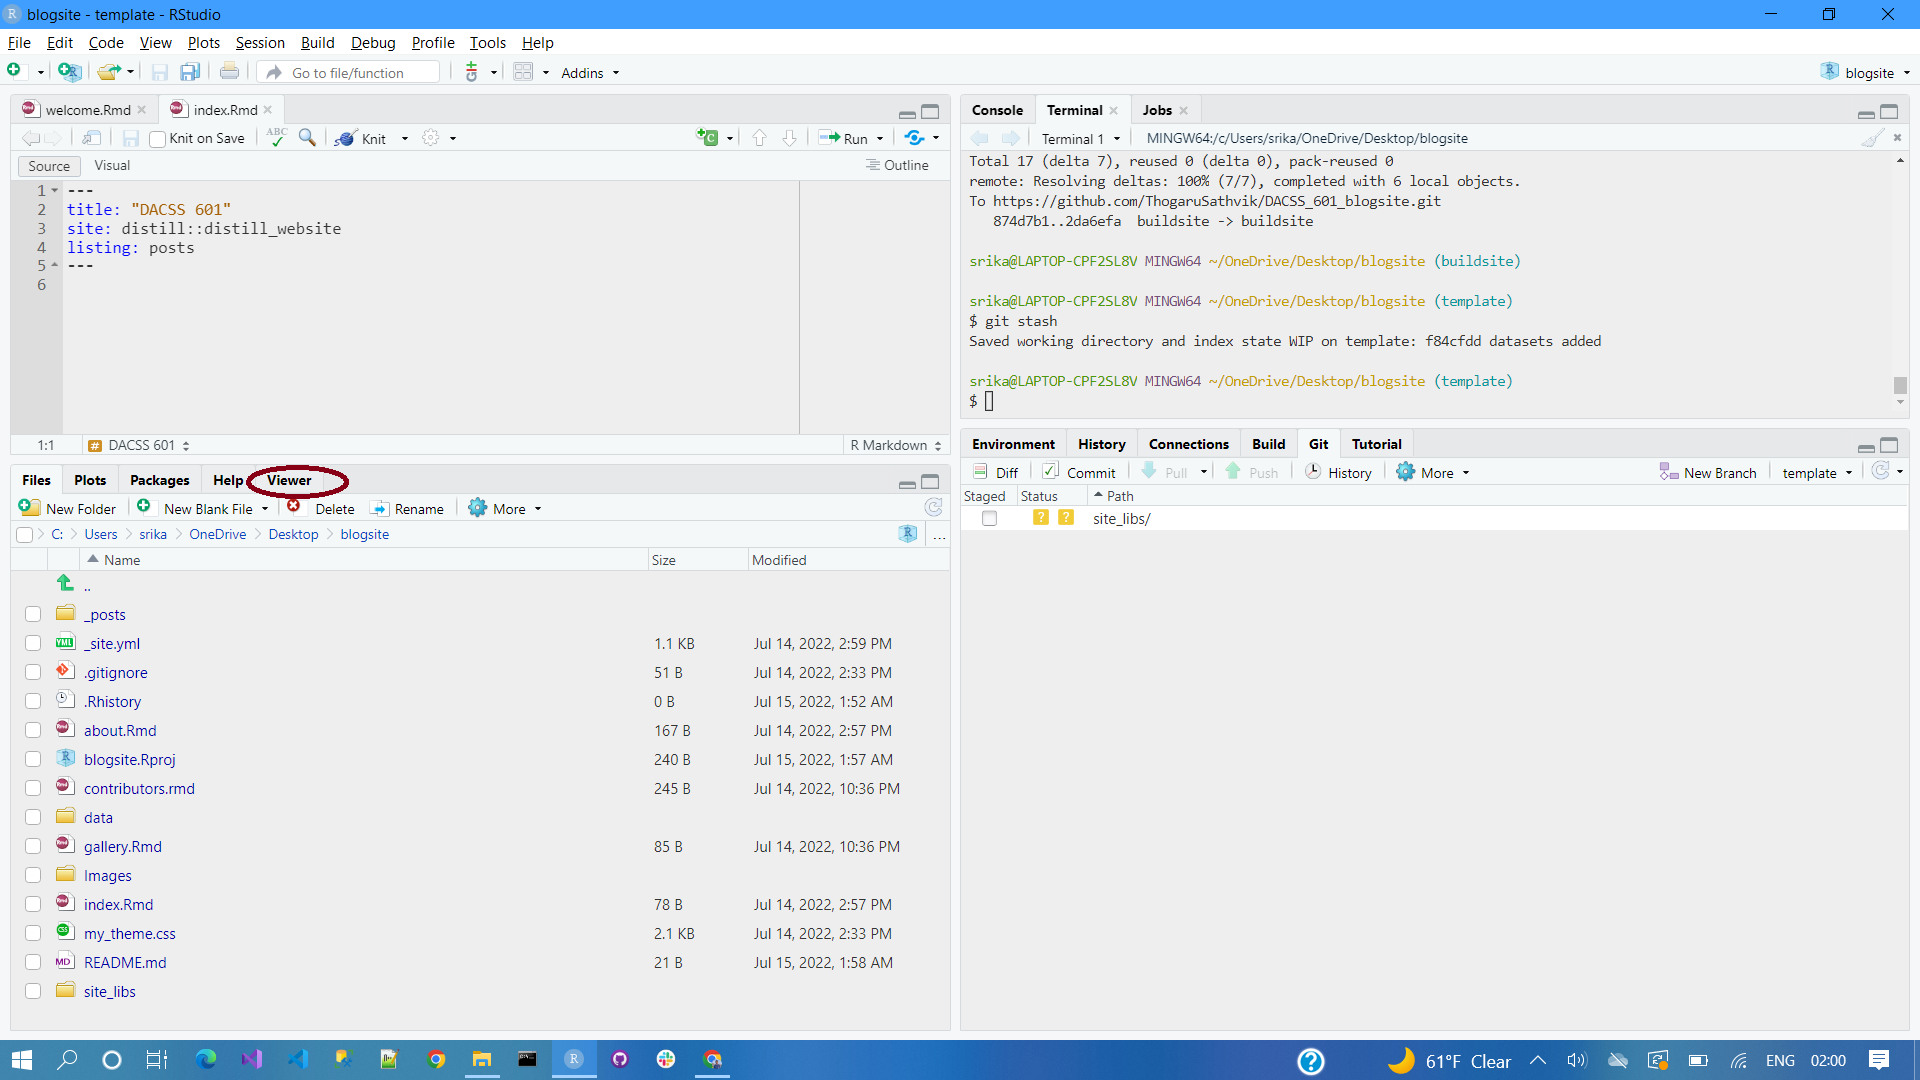 blogsite - template - RStudio
File Edit Code View Plots Session Build Debug Profile Tools Help
Go to file/function Addins blogsite
welcome.Rmd index.Rmd
Knit on Save ABC Knit Run
Source Visual Outline
1 ---
2 title: "DACSS 601"
3 site: distill::distill_website
4 listing: posts
5 ---
6
1:1 # DACSS 601 R Markdown
Console Terminal Jobs
Terminal 1 MINGW64:/c/Users/srika/OneDrive/Desktop/blogsite
Total 17 (delta 7), reused 0 (delta 0), pack-reused 0
remote: Resolving deltas: 100% (7/7), completed with 6 local objects.
To https://github.com/ThogaruSathvik/DACSS_601_blogsite.git
874d7b1..2da6efa buildsite -> buildsite
srika@LAPTOP-CPF2SL8V MINGW64 ~/OneDrive/Desktop/blogsite (buildsite)
srika@LAPTOP-CPF2SL8V MINGW64 ~/OneDrive/Desktop/blogsite (template)
$ git stash
Saved working directory and index state WIP on template: f84cfdd datasets added
srika@LAPTOP-CPF2SL8V MINGW64 ~/OneDrive/Desktop/blogsite (template)
$
Files Plots Packages Help Viewer
New Folder New Blank File Delete Rename More
C: Users srika OneDrive Desktop blogsite ...
Name Size Modified
..
_posts
YML _site.yml 1.1 KB Jul 14, 2022, 2:59 PM
.gitignore 51 B Jul 14, 2022, 2:33 PM
.Rhistory 0 B Jul 15, 2022, 1:52 AM
Rmd about.Rmd 167 B Jul 14, 2022, 2:57 PM
R blogsite.Rproj 240 B Jul 15, 2022, 1:57 AM
Rmd contributors.rmd 245 B Jul 14, 2022, 10:36 PM
data
Rmd gallery.Rmd 85 B Jul 14, 2022, 10:36 PM
Images
Rmd index.Rmd 78 B Jul 14, 2022, 2:57 PM
CSS my_theme.css 2.1 KB Jul 14, 2022, 2:33 PM
MD README.md 21 B Jul 15, 2022, 1:58 AM
site_libs
Environment History Connections Build Git Tutorial
Diff Commit Pull Push History More New Branch template
Staged Status Path
? ? site_libs/
61°F Clear ENG 02:00